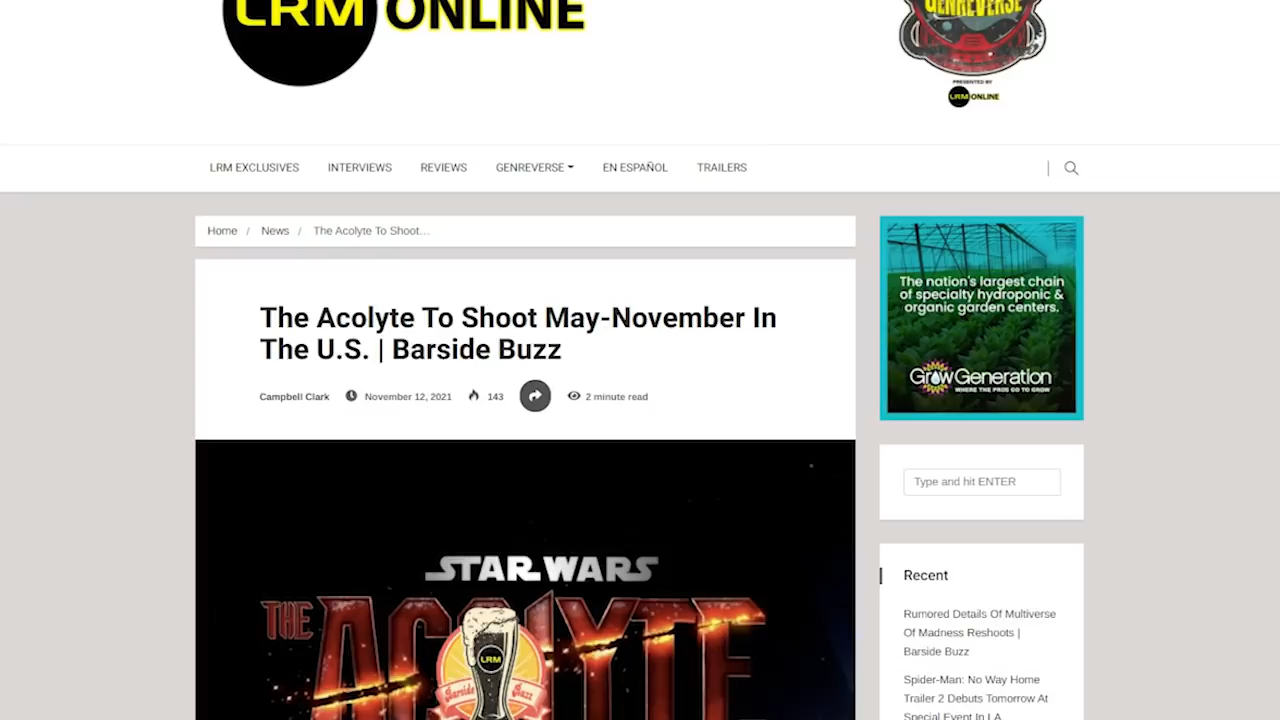 LRM ONLINE
GENREVERSE
PRESENTED BY
LRM ONLINE
LRM EXCLUSIVES INTERVIEWS REVIEWS GENREVERSE EN ESPAÑOL TRAILERS
Home / News / The Acolyte To Shoot…
The Acolyte To Shoot May-November In
The U.S. | Barside Buzz
Campbell Clark November 12, 2021 143 2 minute read
STAR WARS
THE ACOLYTE
LRM
Barside Buzz
The nation's largest chain
of specialty hydroponic &
organic garden centers.
GrowGeneration
WHERE THE PROS GO TO GROW
Type and hit ENTER
Recent
Rumored Details Of Multiverse
Of Madness Reshoots |
Barside Buzz
Spider-Man: No Way Home
Trailer 2 Debuts Tomorrow At
Special Event In LA